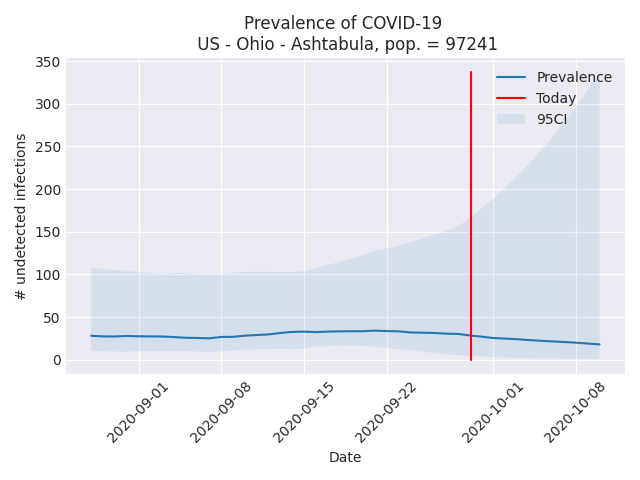 Prevalence of COVID-19
US - Ohio - Ashtabula, pop. = 97241
350
300
250
200
150
100
50
0
# undetected infections
Prevalence
Today
95CI
2020-09-01
2020-09-08
2020-09-15
2020-09-22
2020-10-01
2020-10-08
Date